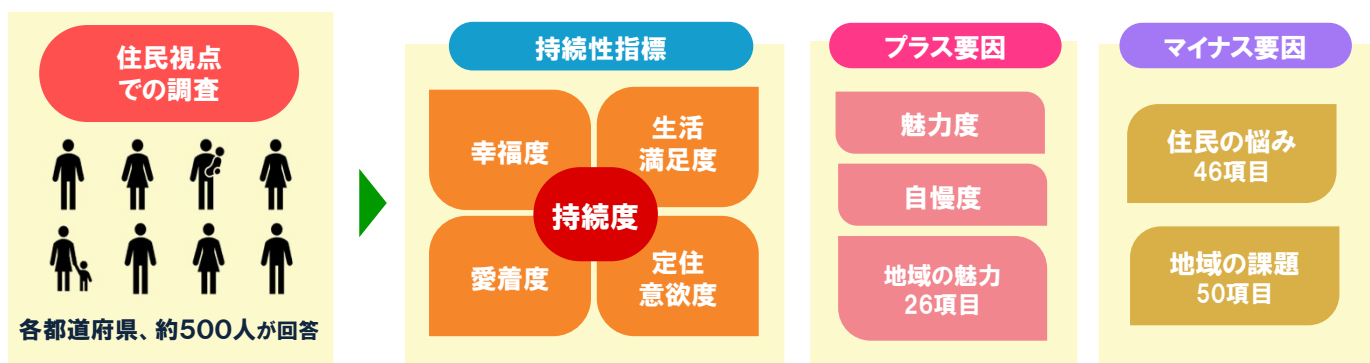 住民視点
での調査
各都道府県、約500人が回答
持続性指標
幸福度
生活
満足度
持続度
愛着度
定住
意欲度
プラス要因
魅力度
自慢度
地域の魅力
26項目
マイナス要因
住民の悩み
46項目
地域の課題
50項目